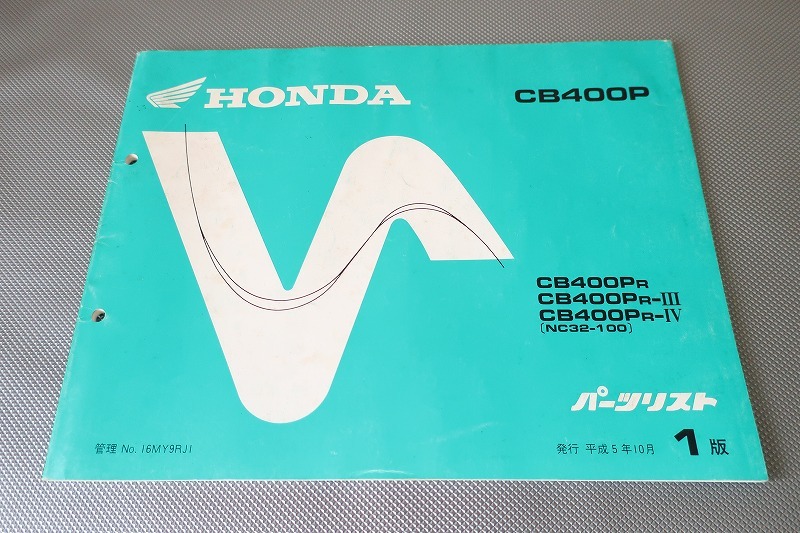 HONDA
CB400P
CB400PR
CB400PR-III
CB400PR-IV
(NC32-100)
パーツリスト
管理 No. 16MY9RJ1
発行 平成5年10月
1版